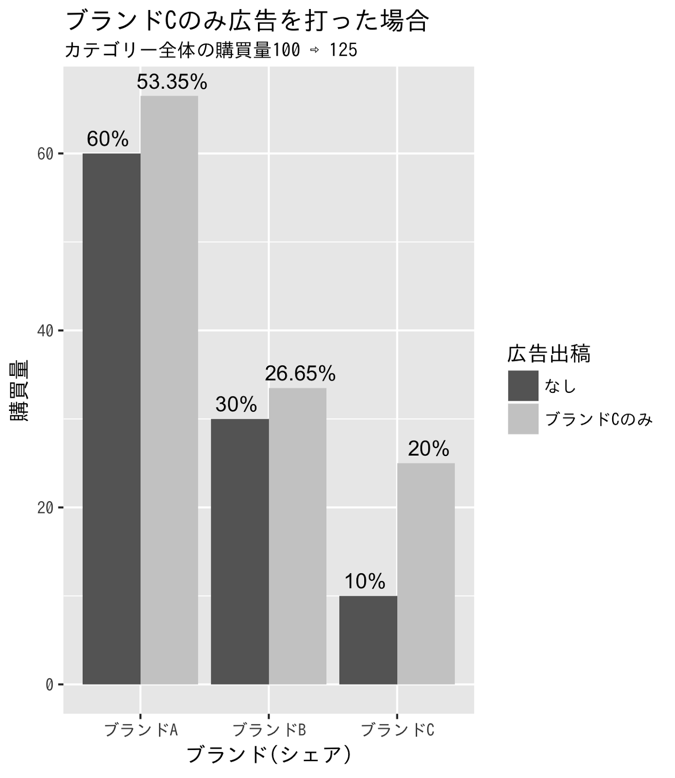 ブランドCのみ広告を打った場合
カテゴリー全体の購買量100 ⇨ 125
53.35%
60%
26.65%
30%
20%
10%
60
40
20
0
購買量
ブランドA
ブランドB
ブランドC
ブランド(シェア)
広告出稿
なし
ブランドCのみ